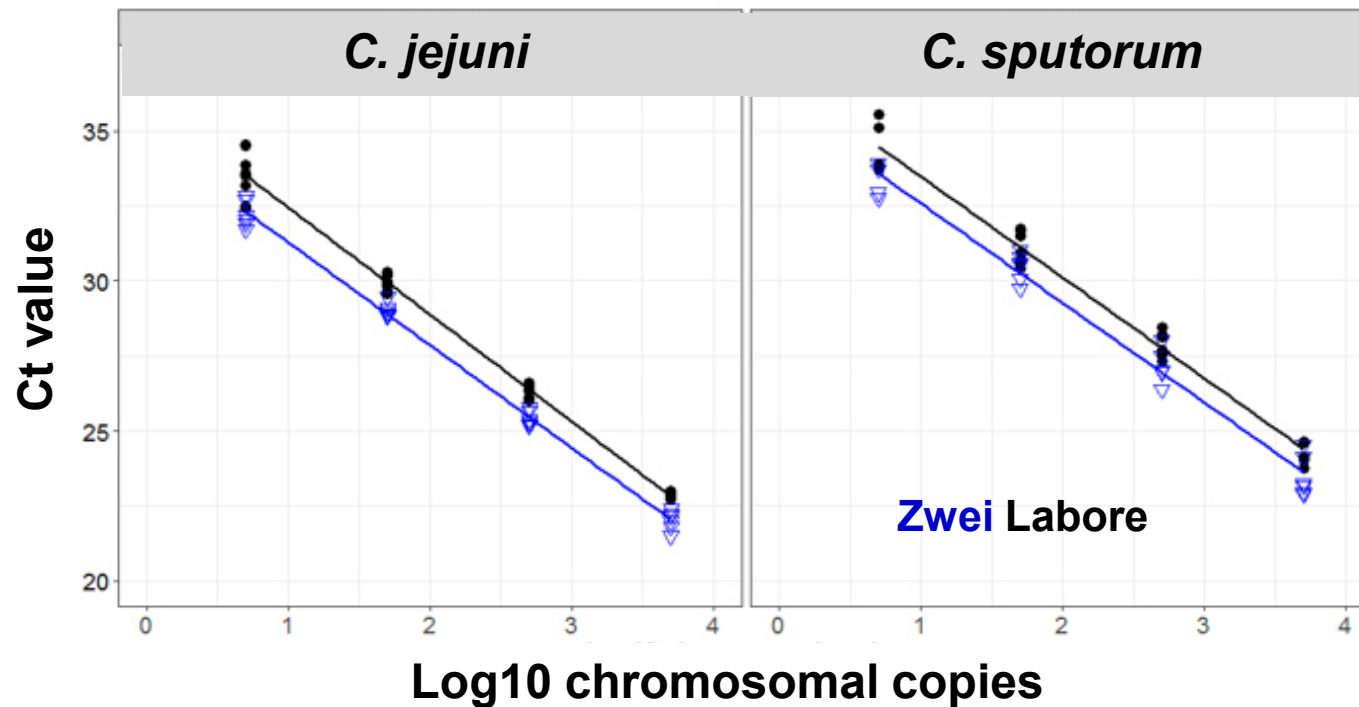 C. jejuni
C. sputorum
35
30
25
20
Ct value
Zwei Labore
0 1 2 3 4
0 1 2 3 4
Log10 chromosomal copies